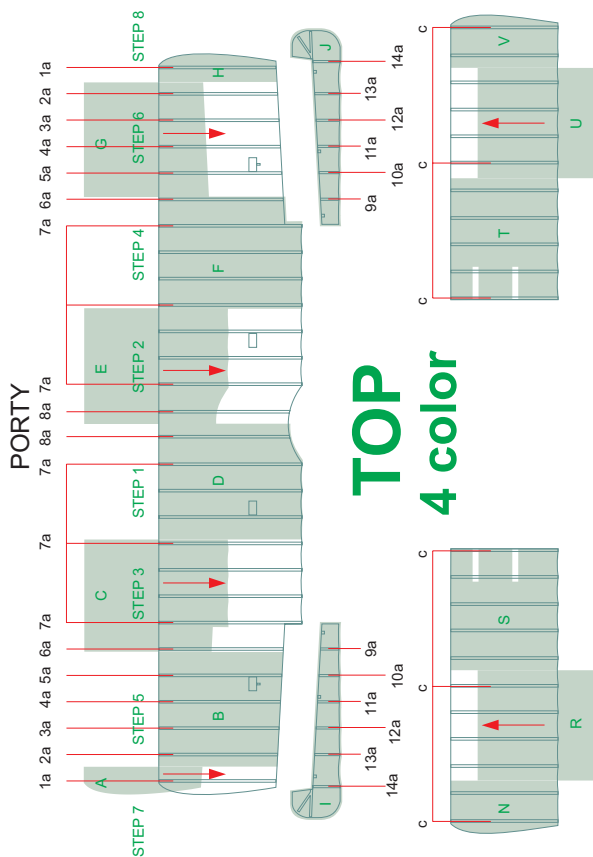 PORTY
STEP 7
1a
2a
3a
4a
5a
6a
7a
7a
7a
8a
8a
7a
7a
6a
5a
4a
3a
2a
1a
STEP 8
A
C
E
G
STEP 5
STEP 3
STEP 1
STEP 2
STEP 4
STEP 6
B
D
F
H
I
J
14a
13a
12a
11a
10a
9a
9a
10a
11a
12a
13a
14a
TOP
4 color
c
c
c
c
c
c
N
R
S
T
U
V